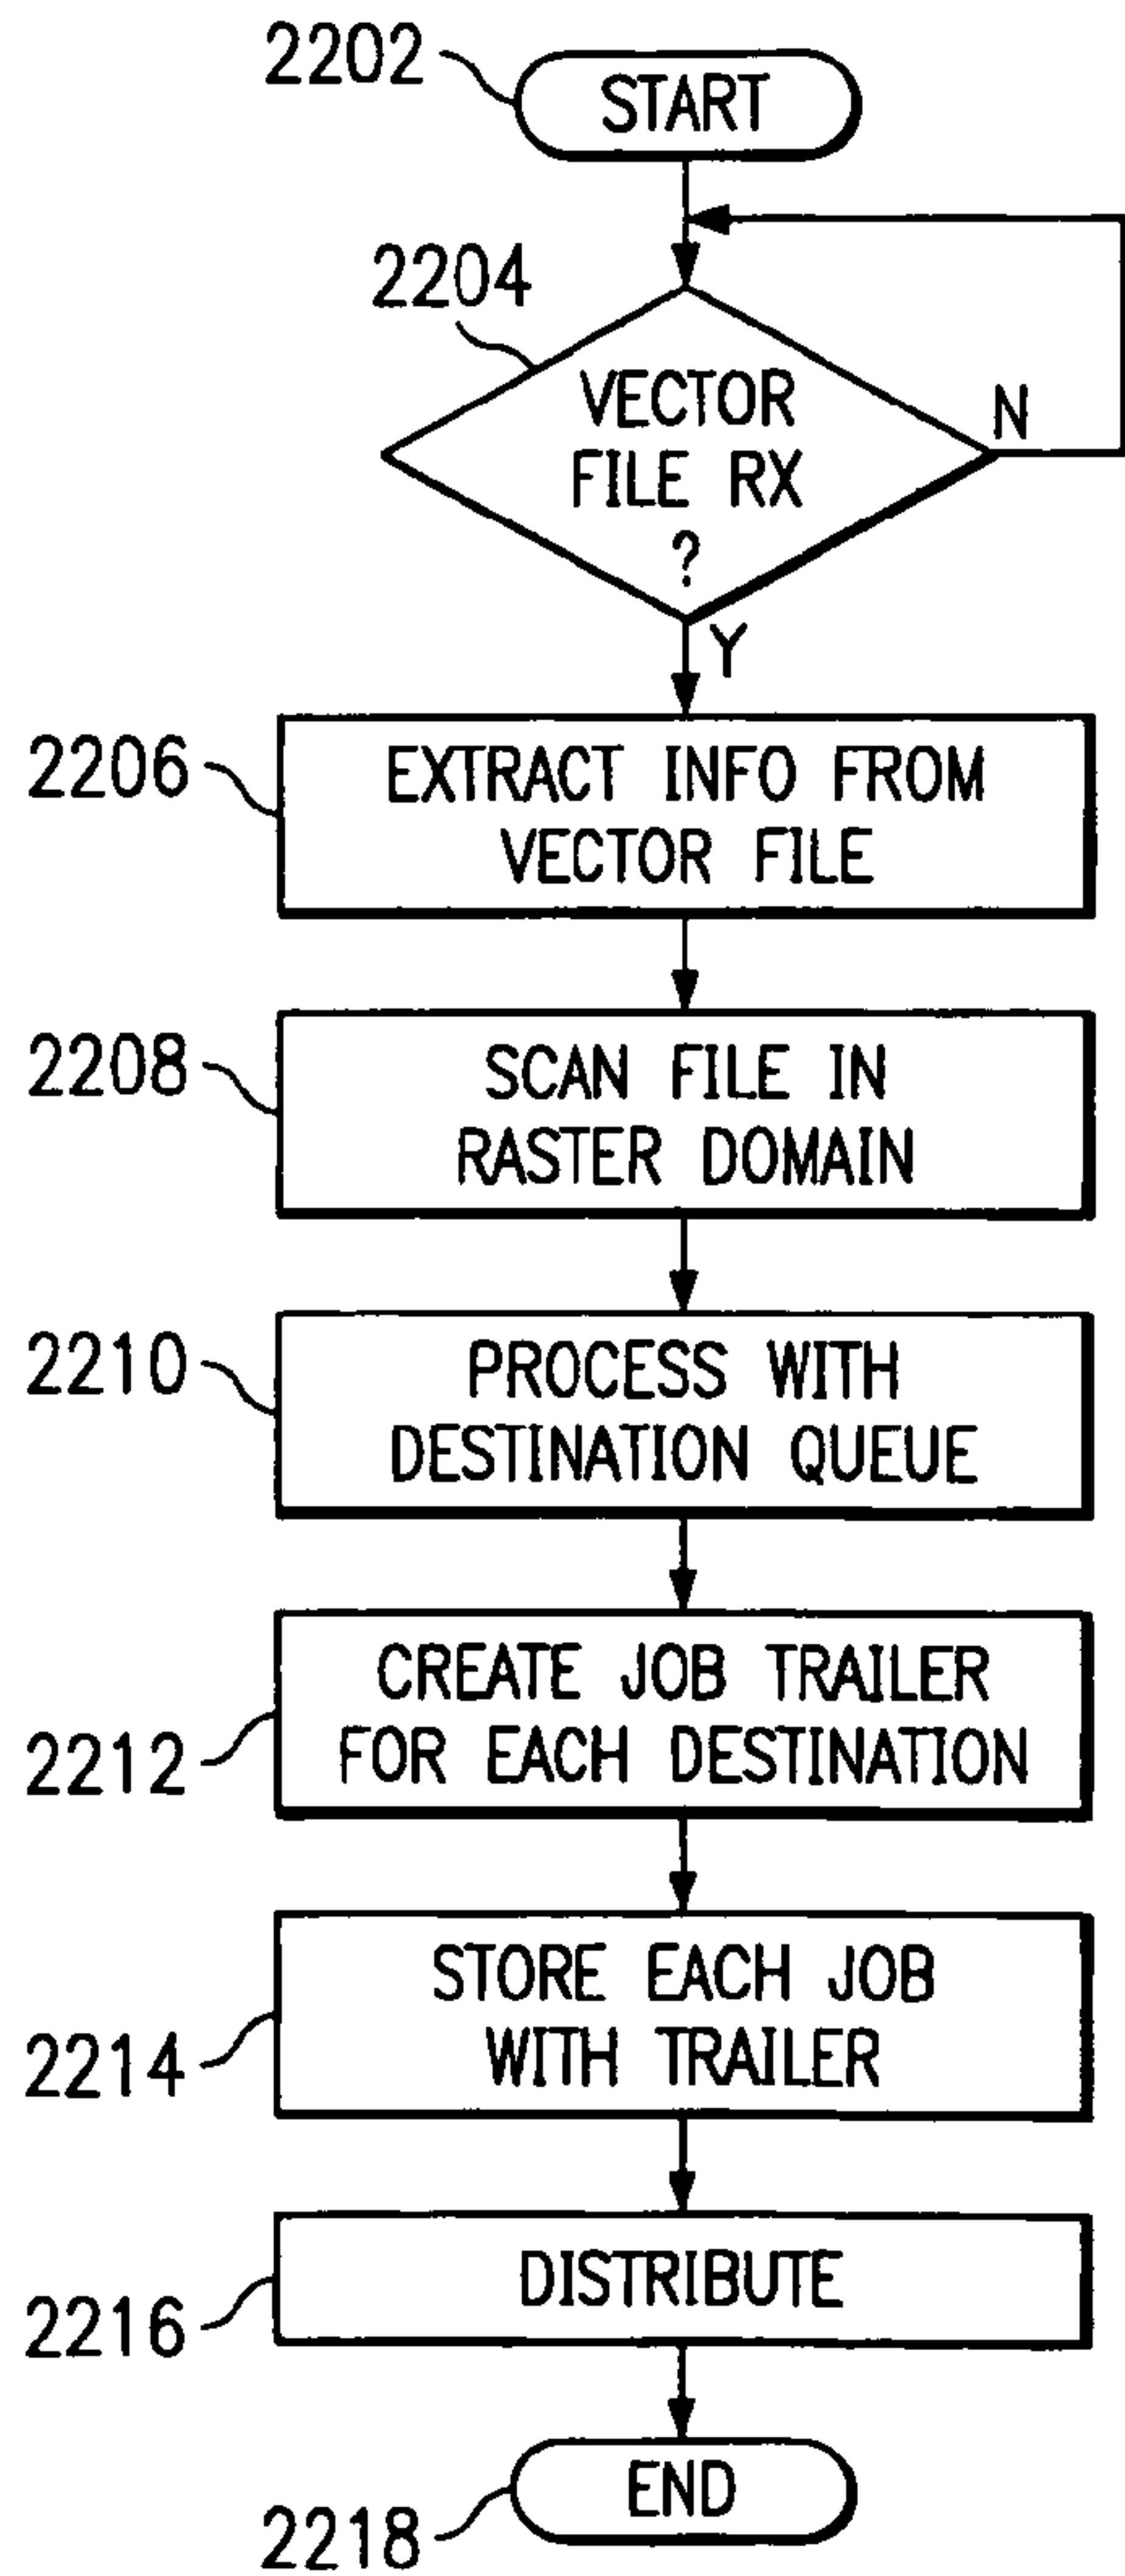 2202
START
2204
VECTOR
FILE RX
?
N
Y
2206
EXTRACT INFO FROM
VECTOR FILE
2208
SCAN FILE IN
RASTER DOMAIN
2210
PROCESS WITH
DESTINATION QUEUE
2212
CREATE JOB TRAILER
FOR EACH DESTINATION
2214
STORE EACH JOB
WITH TRAILER
2216
DISTRIBUTE
2218
END